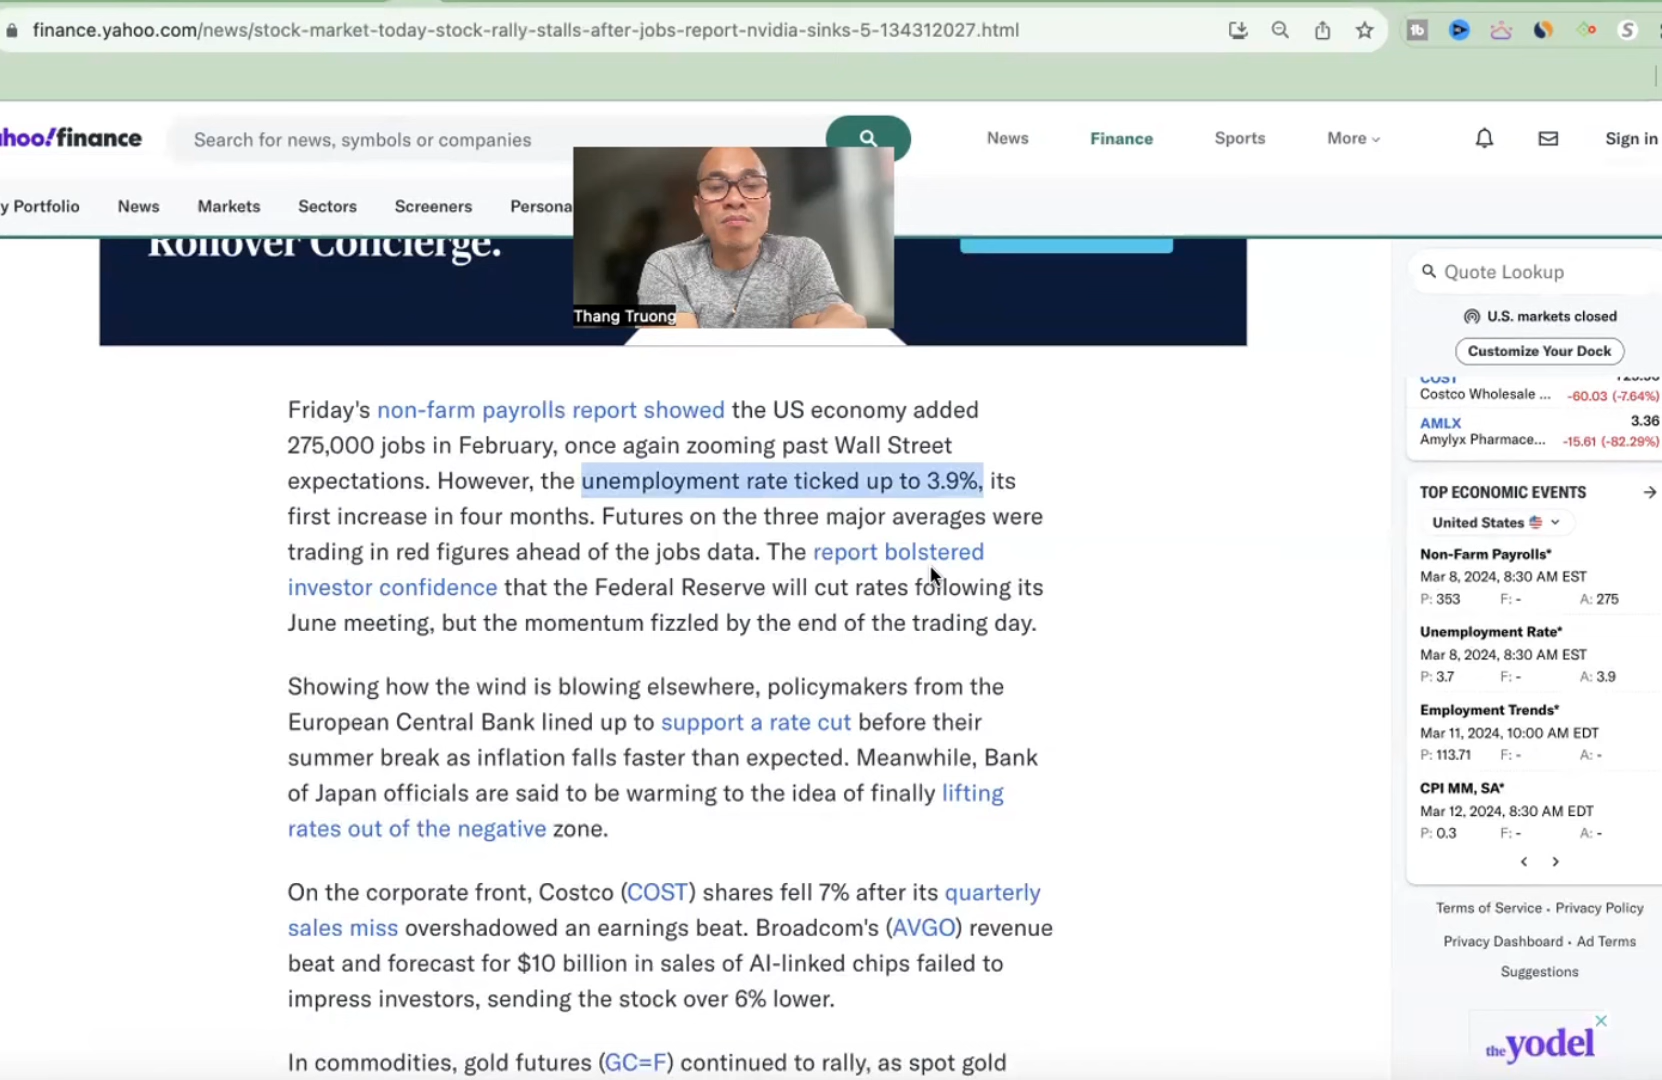 finance.yahoo.com/news/stock-market-today-stock-rally-stalls-after-jobs-report-nvidia-sinks-5-134312027.html
tb
S
hoo!finance
Search for news, symbols or companies
News
Finance
Sports
More
Sign in
y Portfolio
News
Markets
Sectors
Screeners
Persona
Rollover Concierge.
Thang Truong
Quote Lookup
U.S. markets closed
Customize Your Dock
COST
Costco Wholesale ... -60.03 (-7.64%)
AMLX 3.36
Amylyx Pharmace... -15.61 (-82.29%)
Friday's non-farm payrolls report showed the US economy added
275,000 jobs in February, once again zooming past Wall Street
expectations. However, the unemployment rate ticked up to 3.9%, its
first increase in four months. Futures on the three major averages were
trading in red figures ahead of the jobs data. The report bolstered
investor confidence that the Federal Reserve will cut rates following its
June meeting, but the momentum fizzled by the end of the trading day.
Showing how the wind is blowing elsewhere, policymakers from the
European Central Bank lined up to support a rate cut before their
summer break as inflation falls faster than expected. Meanwhile, Bank
of Japan officials are said to be warming to the idea of finally lifting
rates out of the negative zone.
On the corporate front, Costco (COST) shares fell 7% after its quarterly
sales miss overshadowed an earnings beat. Broadcom's (AVGO) revenue
beat and forecast for $10 billion in sales of AI-linked chips failed to
impress investors, sending the stock over 6% lower.
In commodities, gold futures (GC=F) continued to rally, as spot gold
TOP ECONOMIC EVENTS
United States
Non-Farm Payrolls*
Mar 8, 2024, 8:30 AM EST
P: 353 F: - A: 275
Unemployment Rate*
Mar 8, 2024, 8:30 AM EST
P: 3.7 F: - A: 3.9
Employment Trends*
Mar 11, 2024, 10:00 AM EDT
P: 113.71 F: - A: -
CPI MM, SA*
Mar 12, 2024, 8:30 AM EDT
P: 0.3 F: - A: -
Terms of Service • Privacy Policy
Privacy Dashboard • Ad Terms
Suggestions
the yodel